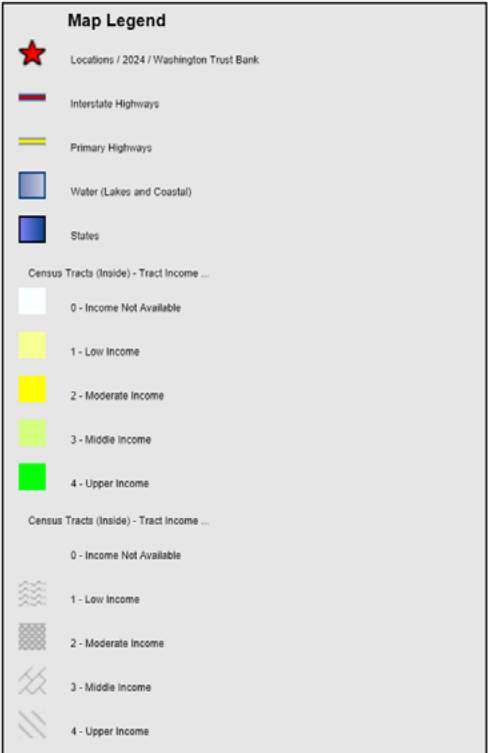 Map Legend
Locations / 2024 / Washington Trust Bank
Interstate Highways
Primary Highways
Water (Lakes and Coastal)
States
Census Tracts (Inside) - Tract Income ...
0 - Income Not Available
1 - Low Income
2 - Moderate Income
3 - Middle Income
4 - Upper Income
Census Tracts (Inside) - Tract Income ...
0 - Income Not Available
1 - Low Income
2 - Moderate Income
3 - Middle Income
4 - Upper Income